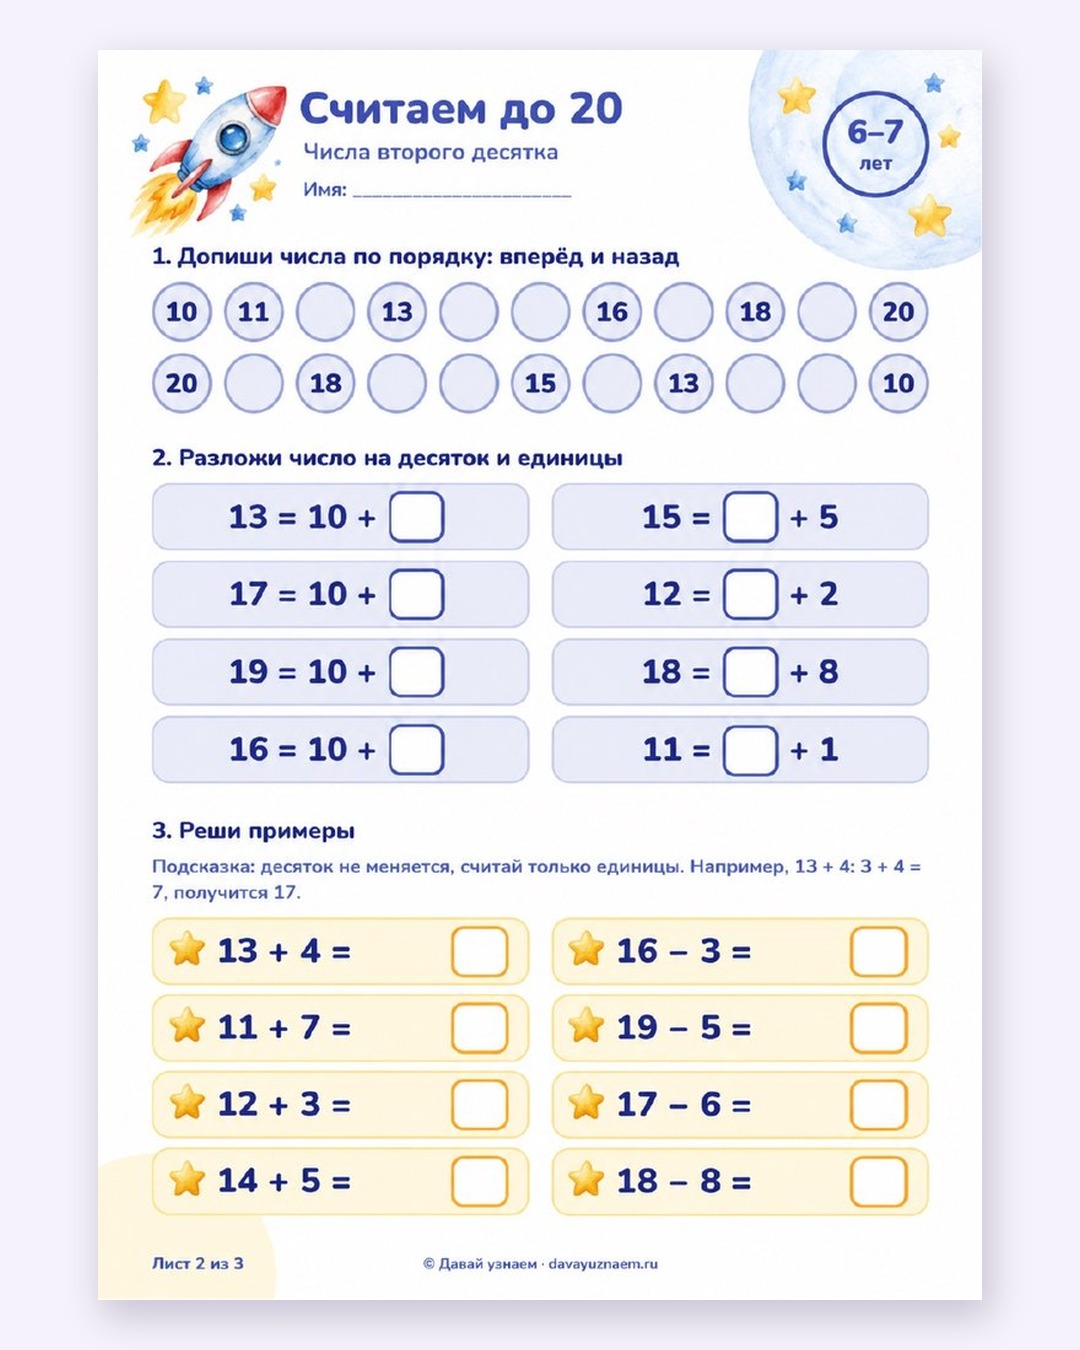 Считаем до 20
Числа второго десятка
Имя: ______________________
6–7
лет
1. Допиши числа по порядку: вперёд и назад
10 11 13 16 18 20
20 18 15 13 10
2. Разложи число на десяток и единицы
13 = 10 +
15 = + 5
17 = 10 +
12 = + 2
19 = 10 +
18 = + 8
16 = 10 +
11 = + 1
3. Реши примеры
Подсказка: десяток не меняется, считай только единицы. Например, 13 + 4: 3 + 4 =
7, получится 17.
13 + 4 =
16 – 3 =
11 + 7 =
19 – 5 =
12 + 3 =
17 – 6 =
14 + 5 =
18 – 8 =
Лист 2 из 3
© Давай узнаем · davayuznaem.ru